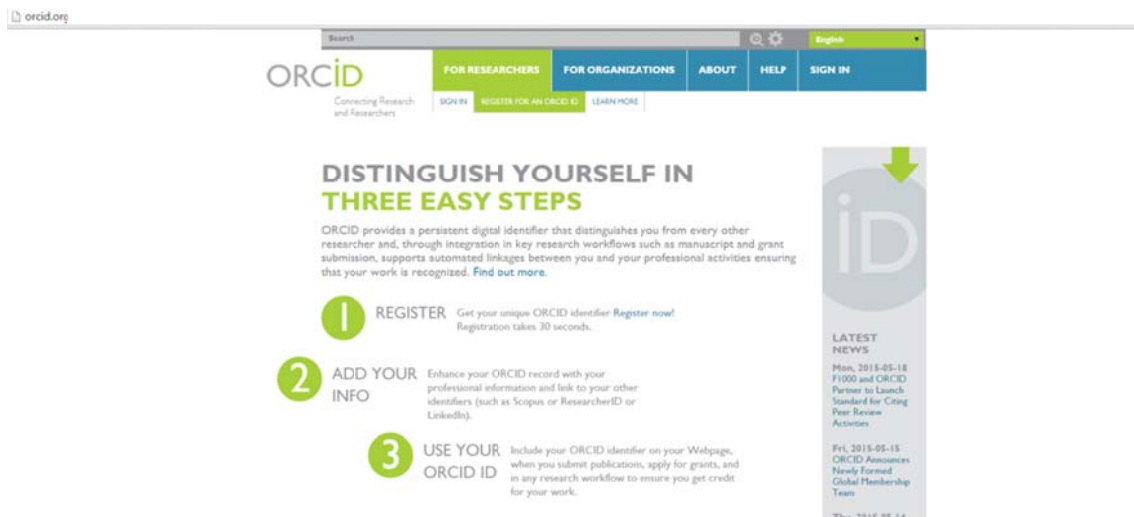 orcid.org
Search
English
ORCiD
FOR RESEARCHERS
FOR ORGANIZATIONS
ABOUT
HELP
SIGN IN
Connecting Research
and Researchers
SIGN IN
REGISTER FOR AN ORCID ID
LEARN MORE
DISTINGUISH YOURSELF IN
THREE EASY STEPS
ORCID provides a persistent digital identifier that distinguishes you from every other
researcher and, through integration in key research workflows such as manuscript and grant
submission, supports automated linkages between you and your professional activities ensuring
that your work is recognized. Find out more.
1 REGISTER
Get your unique ORCID identifier Register now!
Registration takes 30 seconds.
2 ADD YOUR
INFO
Enhance your ORCID record with your
professional information and link to your other
identifiers (such as Scopus or ResearcherID or
LinkedIn).
3 USE YOUR
ORCID ID
Include your ORCID identifier on your Webpage,
when you submit publications, apply for grants, and
in any research workflow to ensure you get credit
for your work.
iD
LATEST
NEWS
Mon, 2015-05-18
F1000 and ORCID
Partner to Launch
Standard for Citing
Peer Review
Activities
Fri, 2015-05-15
ORCID Announces
Newly Formed
Global Membership
Team